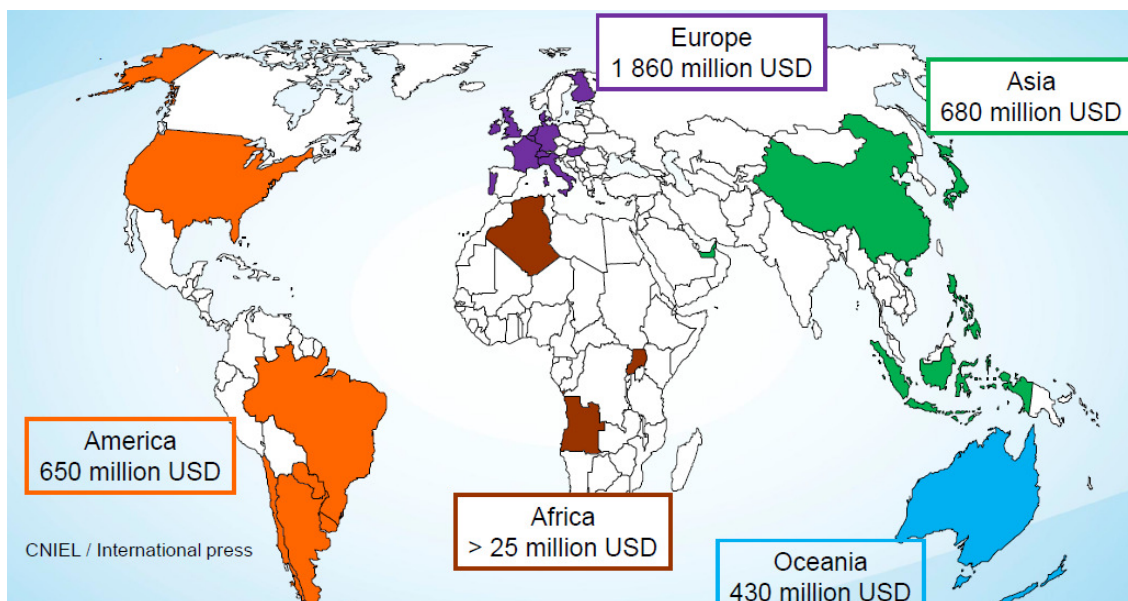 Europe
1 860 million USD
Asia
680 million USD
America
650 million USD
Africa
> 25 million USD
Oceania
430 million USD
CNIEL / International press